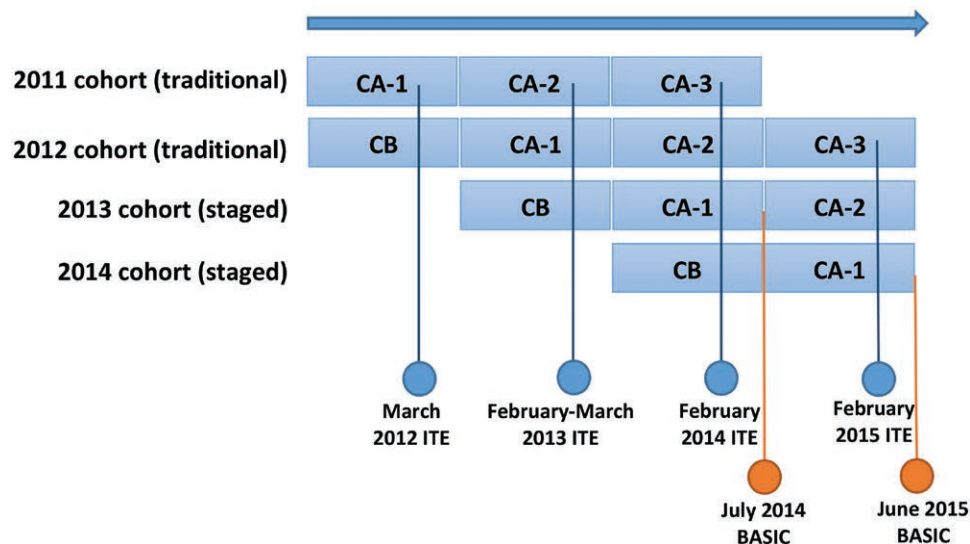 2011 cohort (traditional) CA-1 CA-2 CA-3
2012 cohort (traditional) CB CA-1 CA-2 CA-3
2013 cohort (staged) CB CA-1 CA-2
2014 cohort (staged) CB CA-1
March
2012 ITE
February-March
2013 ITE
February
2014 ITE
February
2015 ITE
July 2014
BASIC
June 2015
BASIC